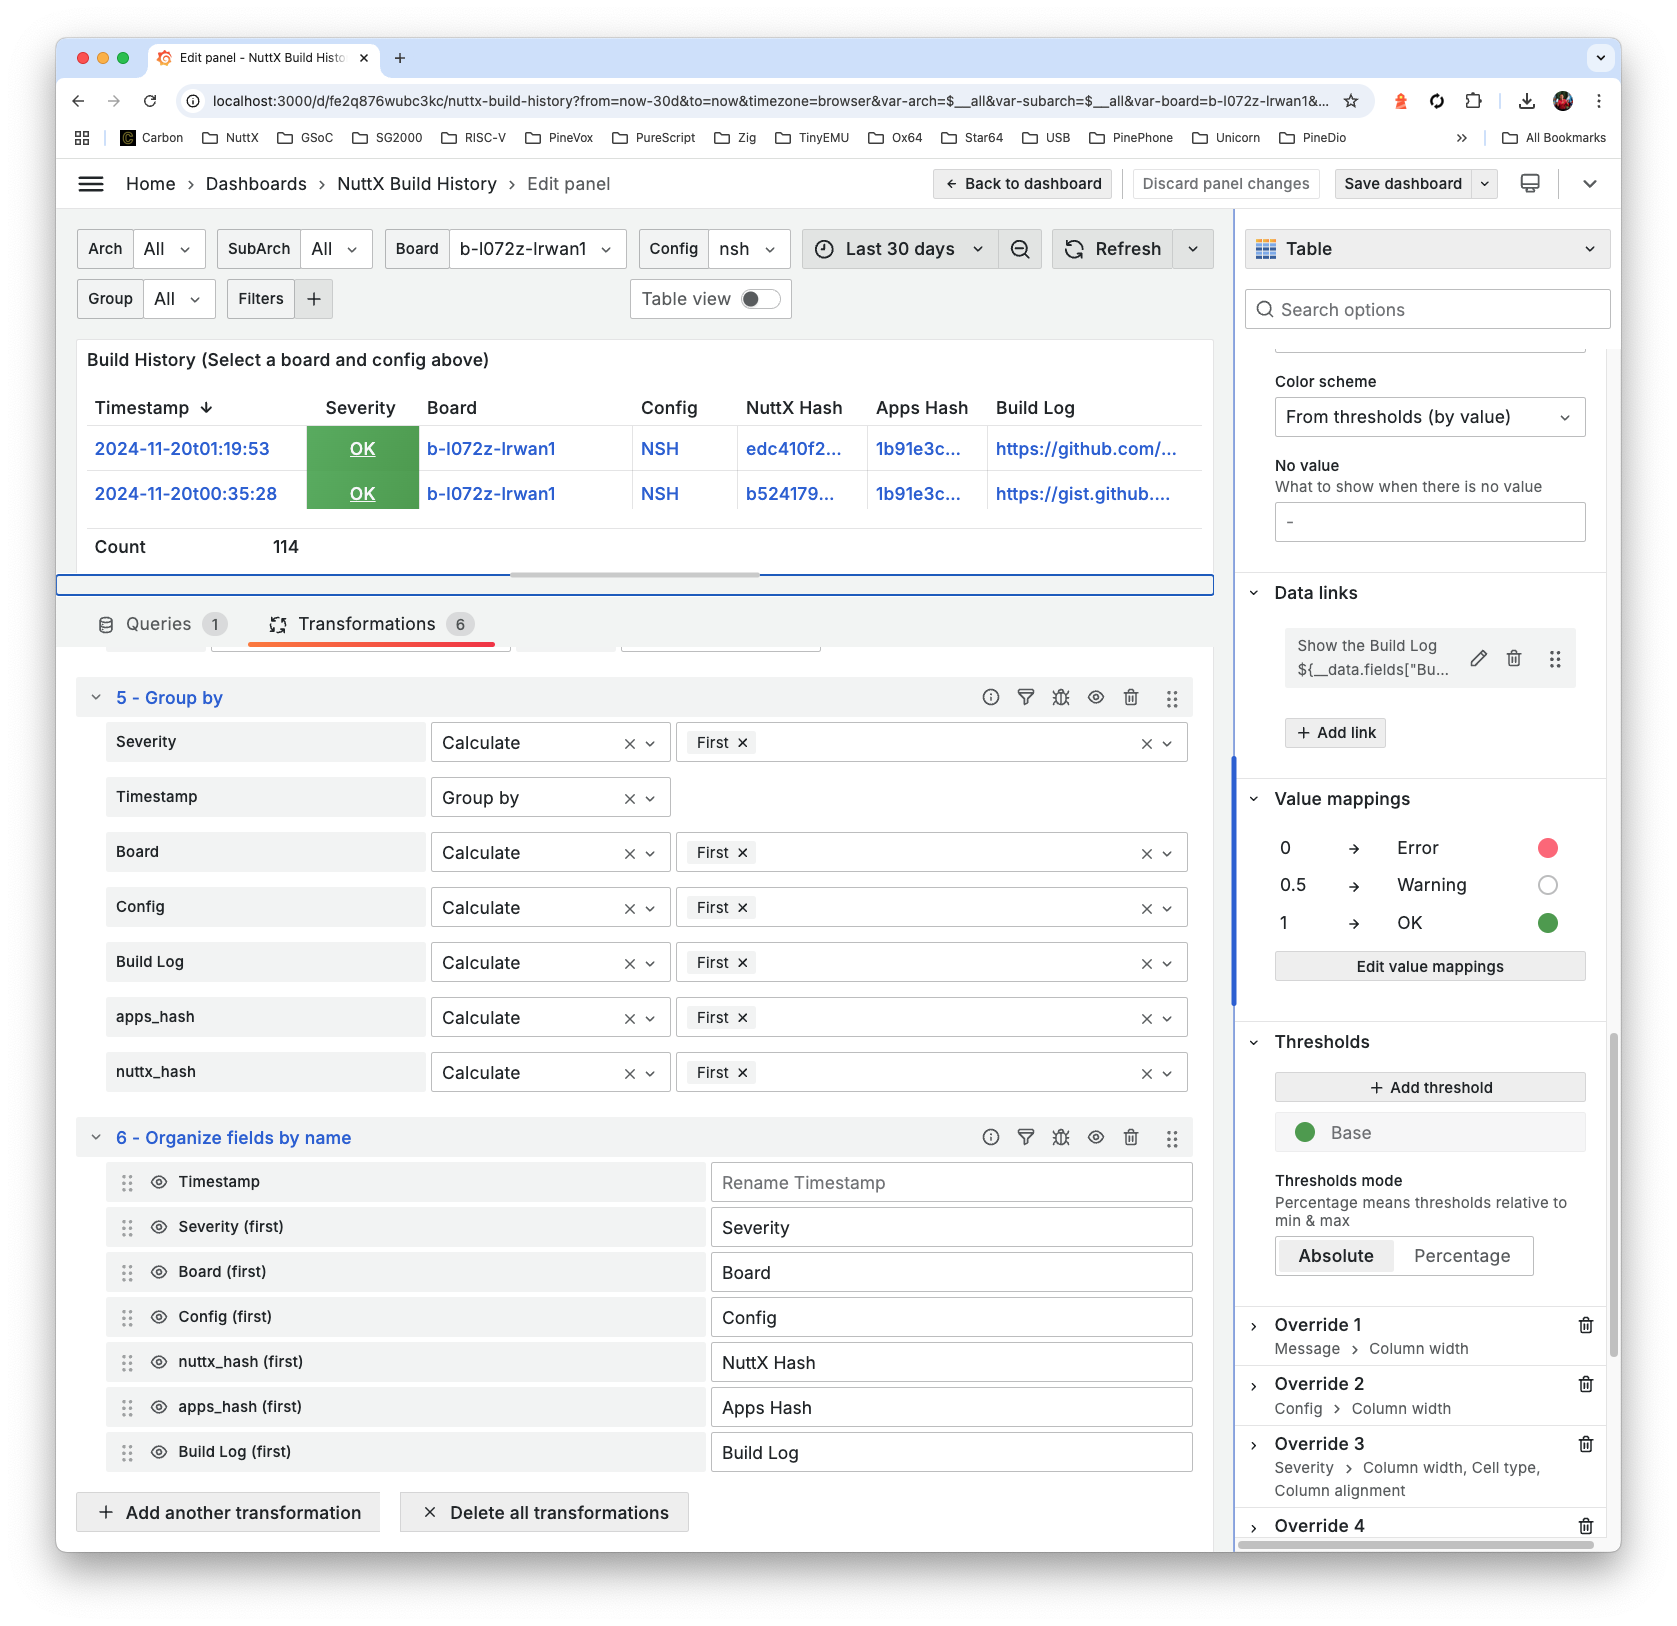 Edit panel - NuttX Build Histo
localhost:3000/d/fe2q876wubc3kc/nuttx-build-history?from=now-30d&to=now&timezone=browser&var-arch=$__all&var-subarch=$__all&var-board=b-l072z-lrwan1&...
Carbon NuttX GSoC SG2000 RISC-V PineVox PureScript Zig TinyEMU Ox64 Star64 USB PinePhone Unicorn PineDio » All Bookmarks
Home › Dashboards › NuttX Build History › Edit panel
Back to dashboard
Discard panel changes
Save dashboard
Arch All
SubArch All
Board b-l072z-lrwan1
Config nsh
Last 30 days
Refresh
Group All
Filters +
Table view
Build History (Select a board and config above)
Timestamp ↓ Severity Board Config NuttX Hash Apps Hash Build Log
2024-11-20t01:19:53 OK b-l072z-lrwan1 NSH edc410f2... 1b91e3c... https://github.com/...
2024-11-20t00:35:28 OK b-l072z-lrwan1 NSH b524179... 1b91e3c... https://gist.github....
Count 114
Queries 1
Transformations 6
5 - Group by
Severity Calculate First
Timestamp Group by
Board Calculate First
Config Calculate First
Build Log Calculate First
apps_hash Calculate First
nuttx_hash Calculate First
6 - Organize fields by name
Timestamp Rename Timestamp
Severity (first) Severity
Board (first) Board
Config (first) Config
nuttx_hash (first) NuttX Hash
apps_hash (first) Apps Hash
Build Log (first) Build Log
+ Add another transformation
× Delete all transformations
Table
Search options
Color scheme
From thresholds (by value)
No value
What to show when there is no value
-
Data links
Show the Build Log
${__data.fields["Bu...
+ Add link
Value mappings
0 → Error
0.5 → Warning
1 → OK
Edit value mappings
Thresholds
+ Add threshold
Base
Thresholds mode
Percentage means thresholds relative to
min & max
Absolute Percentage
Override 1
Message › Column width
Override 2
Config › Column width
Override 3
Severity › Column width, Cell type,
Column alignment
Override 4